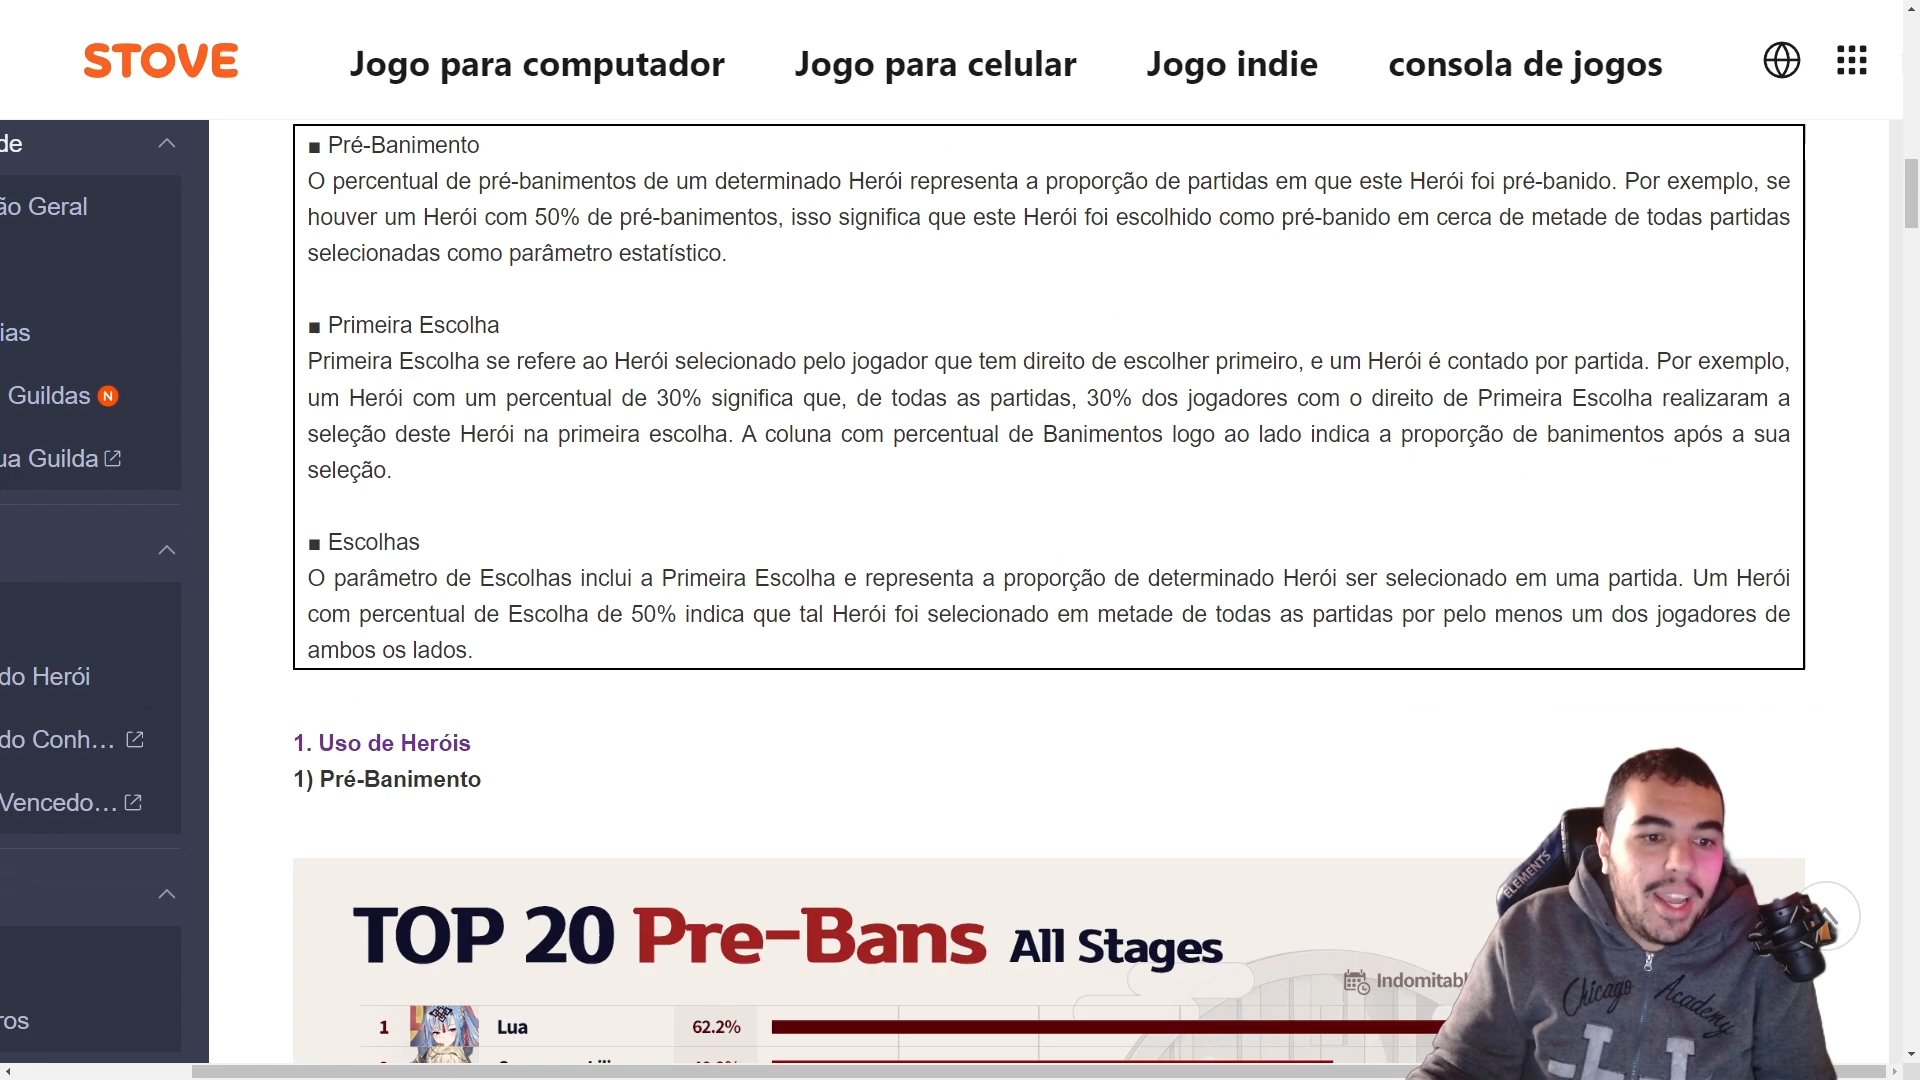 STOVE
Jogo para computador
Jogo para celular
Jogo indie
consola de jogos
de
ão Geral
ias
Guildas N
ua Guilda
do Herói
do Conh...
Vencedo...
ros
■ Pré-Banimento
O percentual de pré-banimentos de um determinado Herói representa a proporção de partidas em que este Herói foi pré-banido. Por exemplo, se
houver um Herói com 50% de pré-banimentos, isso significa que este Herói foi escolhido como pré-banido em cerca de metade de todas partidas
selecionadas como parâmetro estatístico.
■ Primeira Escolha
Primeira Escolha se refere ao Herói selecionado pelo jogador que tem direito de escolher primeiro, e um Herói é contado por partida. Por exemplo,
um Herói com um percentual de 30% significa que, de todas as partidas, 30% dos jogadores com o direito de Primeira Escolha realizaram a
seleção deste Herói na primeira escolha. A coluna com percentual de Banimentos logo ao lado indica a proporção de banimentos após a sua
seleção.
■ Escolhas
O parâmetro de Escolhas inclui a Primeira Escolha e representa a proporção de determinado Herói ser selecionado em uma partida. Um Herói
com percentual de Escolha de 50% indica que tal Herói foi selecionado em metade de todas as partidas por pelo menos um dos jogadores de
ambos os lados.
1. Uso de Heróis
1) Pré-Banimento
TOP 20 Pre-Bans All Stages
Indomitabl
1 Lua 62.2%
ELEMENTS
Chicago Academy